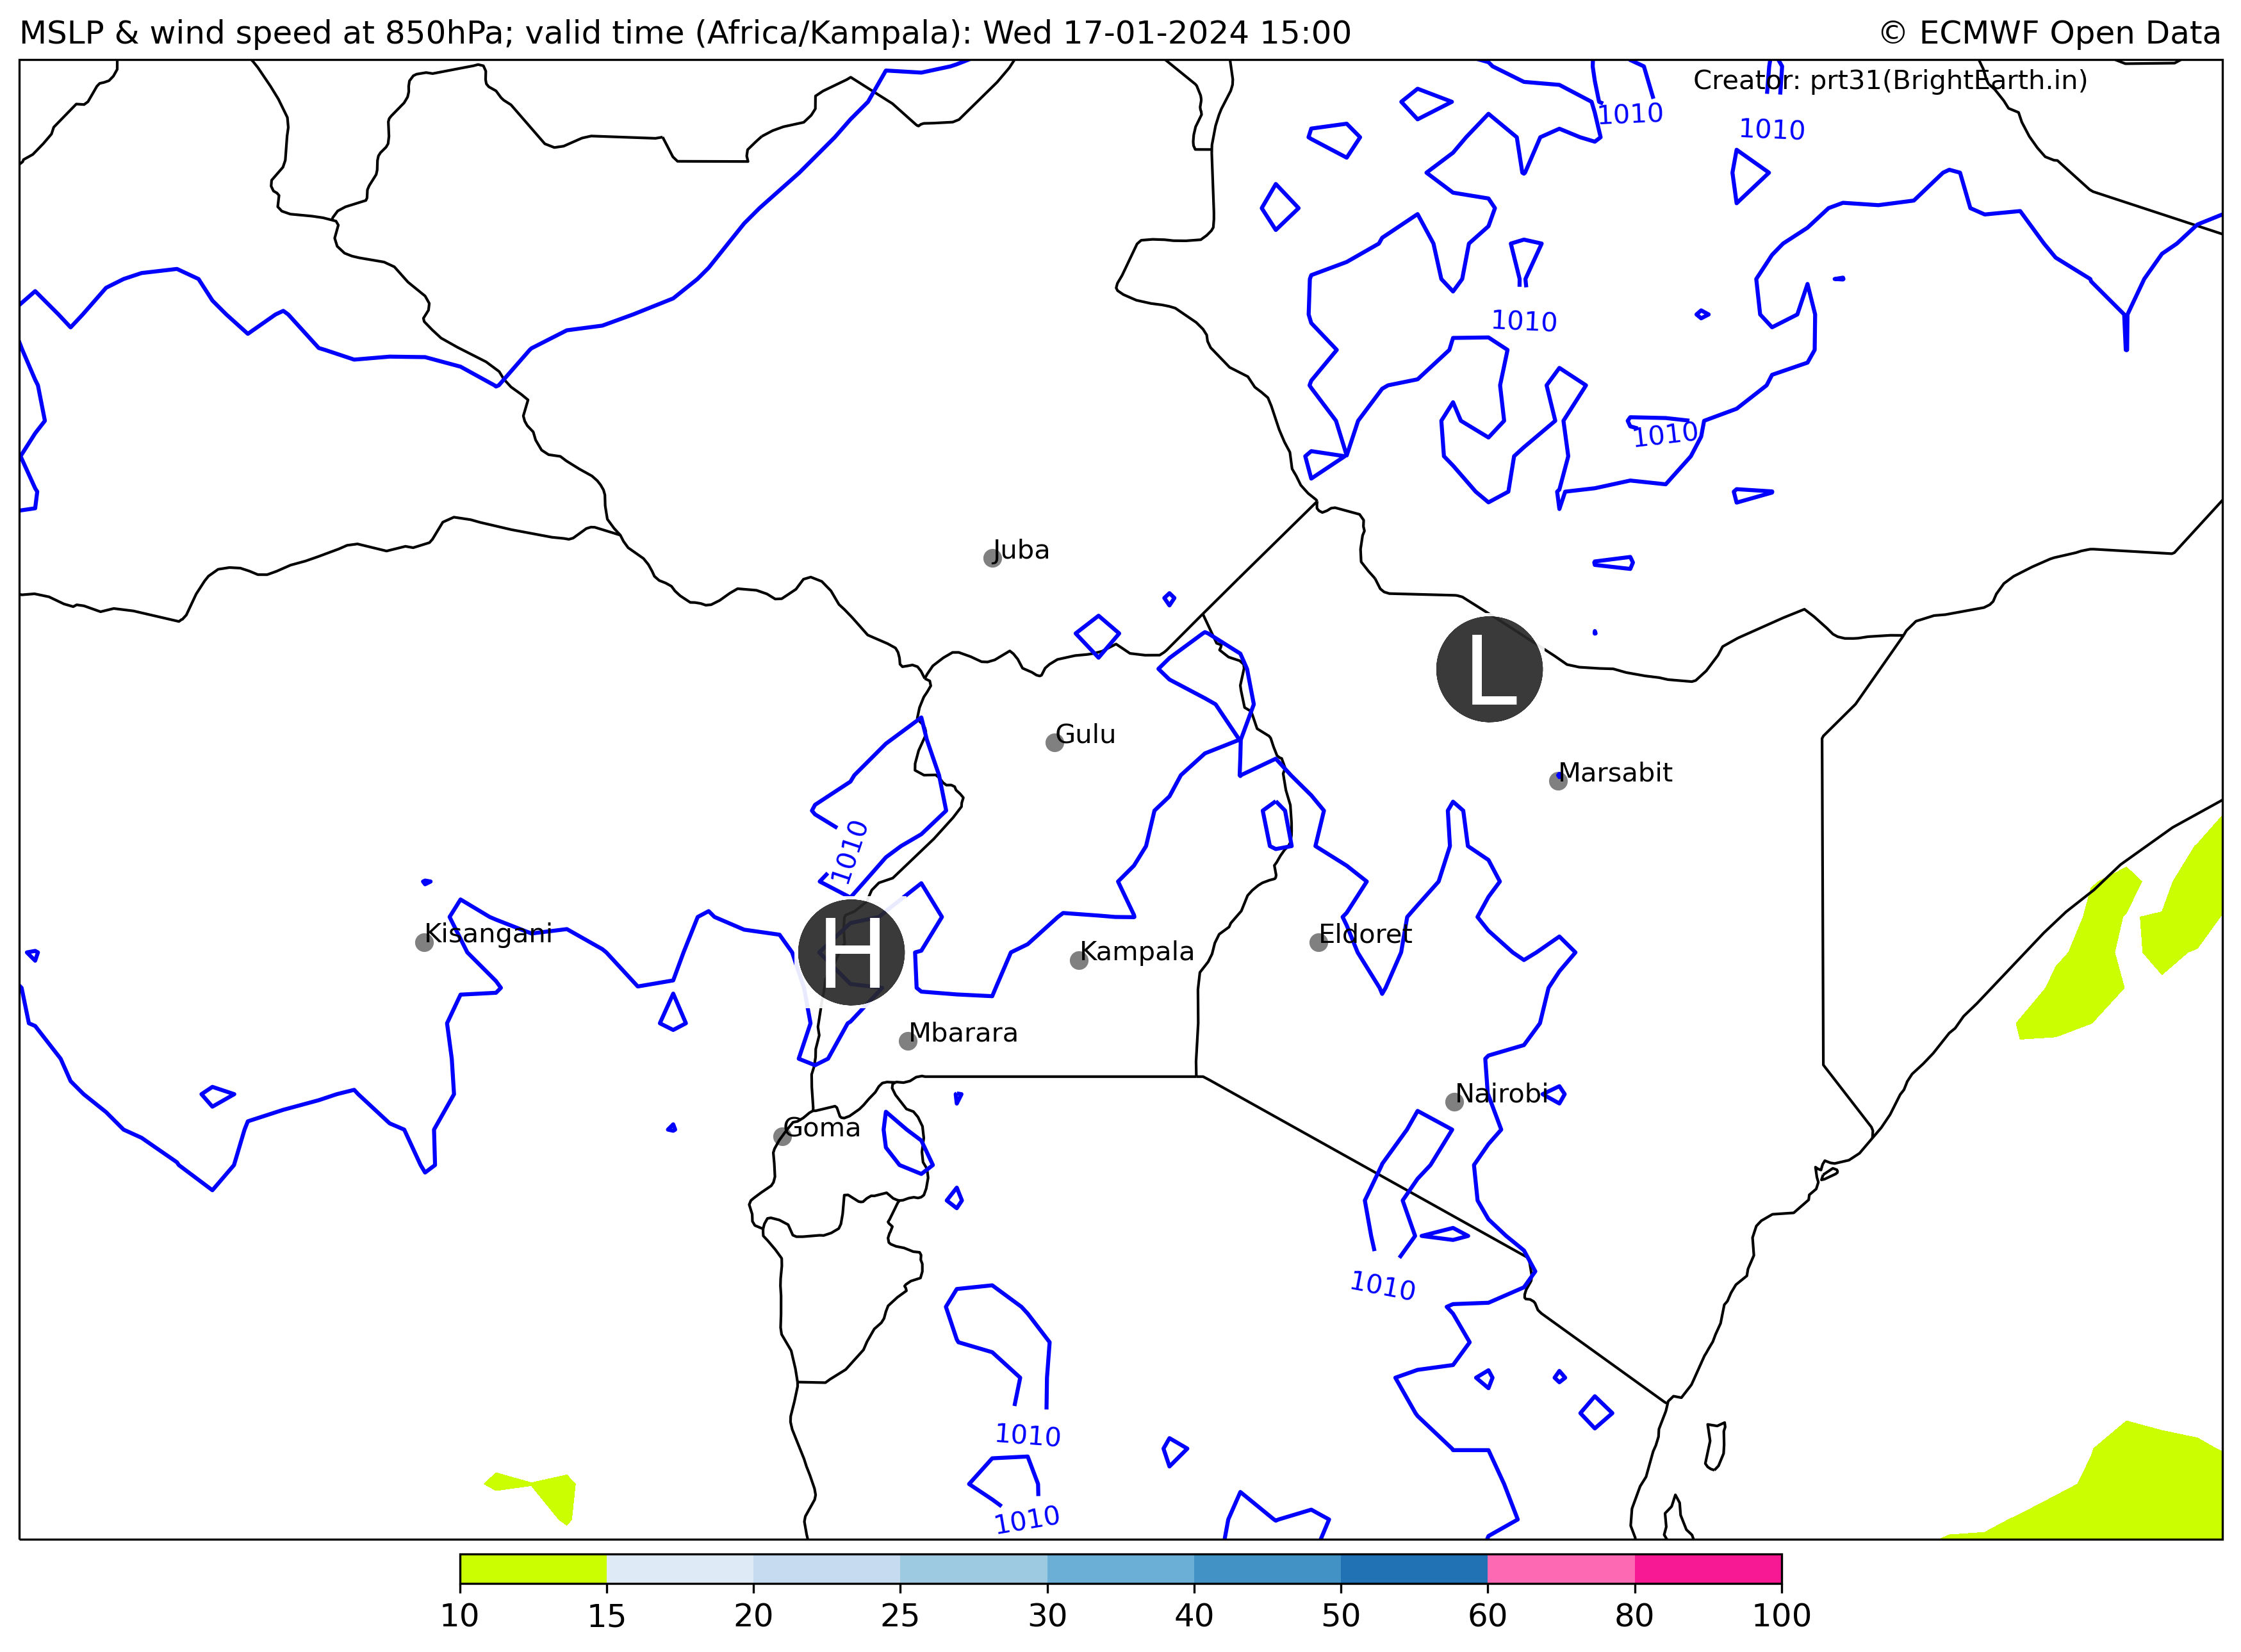 MSLP & wind speed at 850hPa; valid time (Africa/Kampala): Wed 17-01-2024 15:00
© ECMWF Open Data
Creator: prt31(BrightEarth.in)
1010
1010
1010
1010
Juba
L
Gulu
Marsabit
1010
Kisangani
H
Kampala
Eldoret
Mbarara
Nairobi
Goma
1010
1010
1010
10 15 20 25 30 40 50 60 80 100